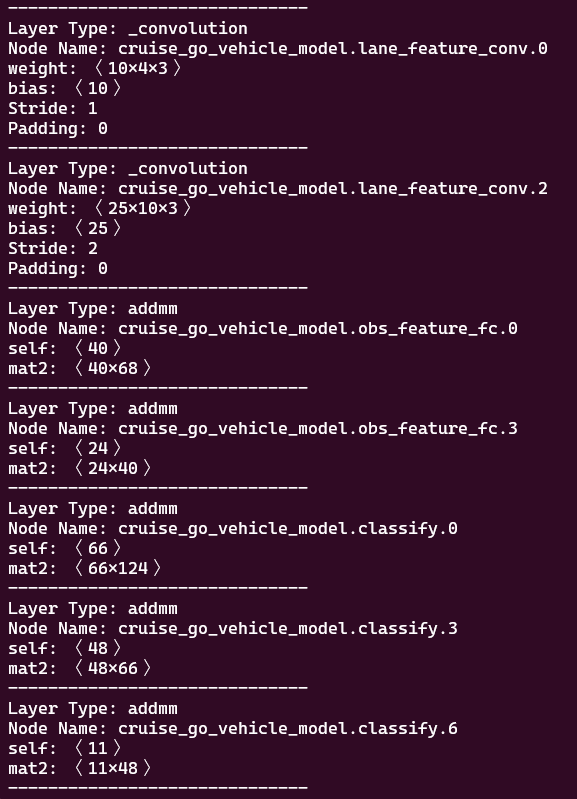 ------------------------------
Layer Type: _convolution
Node Name: cruise_go_vehicle_model.lane_feature_conv.0
weight: 〈10×4×3〉
bias: 〈10〉
Stride: 1
Padding: 0
------------------------------
Layer Type: _convolution
Node Name: cruise_go_vehicle_model.lane_feature_conv.2
weight: 〈25×10×3〉
bias: 〈25〉
Stride: 2
Padding: 0
------------------------------
Layer Type: addmm
Node Name: cruise_go_vehicle_model.obs_feature_fc.0
self: 〈40〉
mat2: 〈40×68〉
------------------------------
Layer Type: addmm
Node Name: cruise_go_vehicle_model.obs_feature_fc.3
self: 〈24〉
mat2: 〈24×40〉
------------------------------
Layer Type: addmm
Node Name: cruise_go_vehicle_model.classify.0
self: 〈66〉
mat2: 〈66×124〉
------------------------------
Layer Type: addmm
Node Name: cruise_go_vehicle_model.classify.3
self: 〈48〉
mat2: 〈48×66〉
------------------------------
Layer Type: addmm
Node Name: cruise_go_vehicle_model.classify.6
self: 〈11〉
mat2: 〈11×48〉
------------------------------